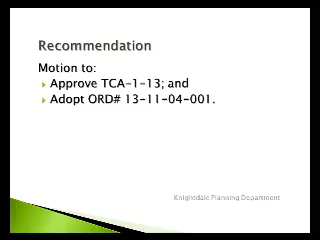 Recommendation
Motion to:
Approve TCA-1-13; and
Adopt ORD# 13-11-04-001.
Knightdale Planning Department